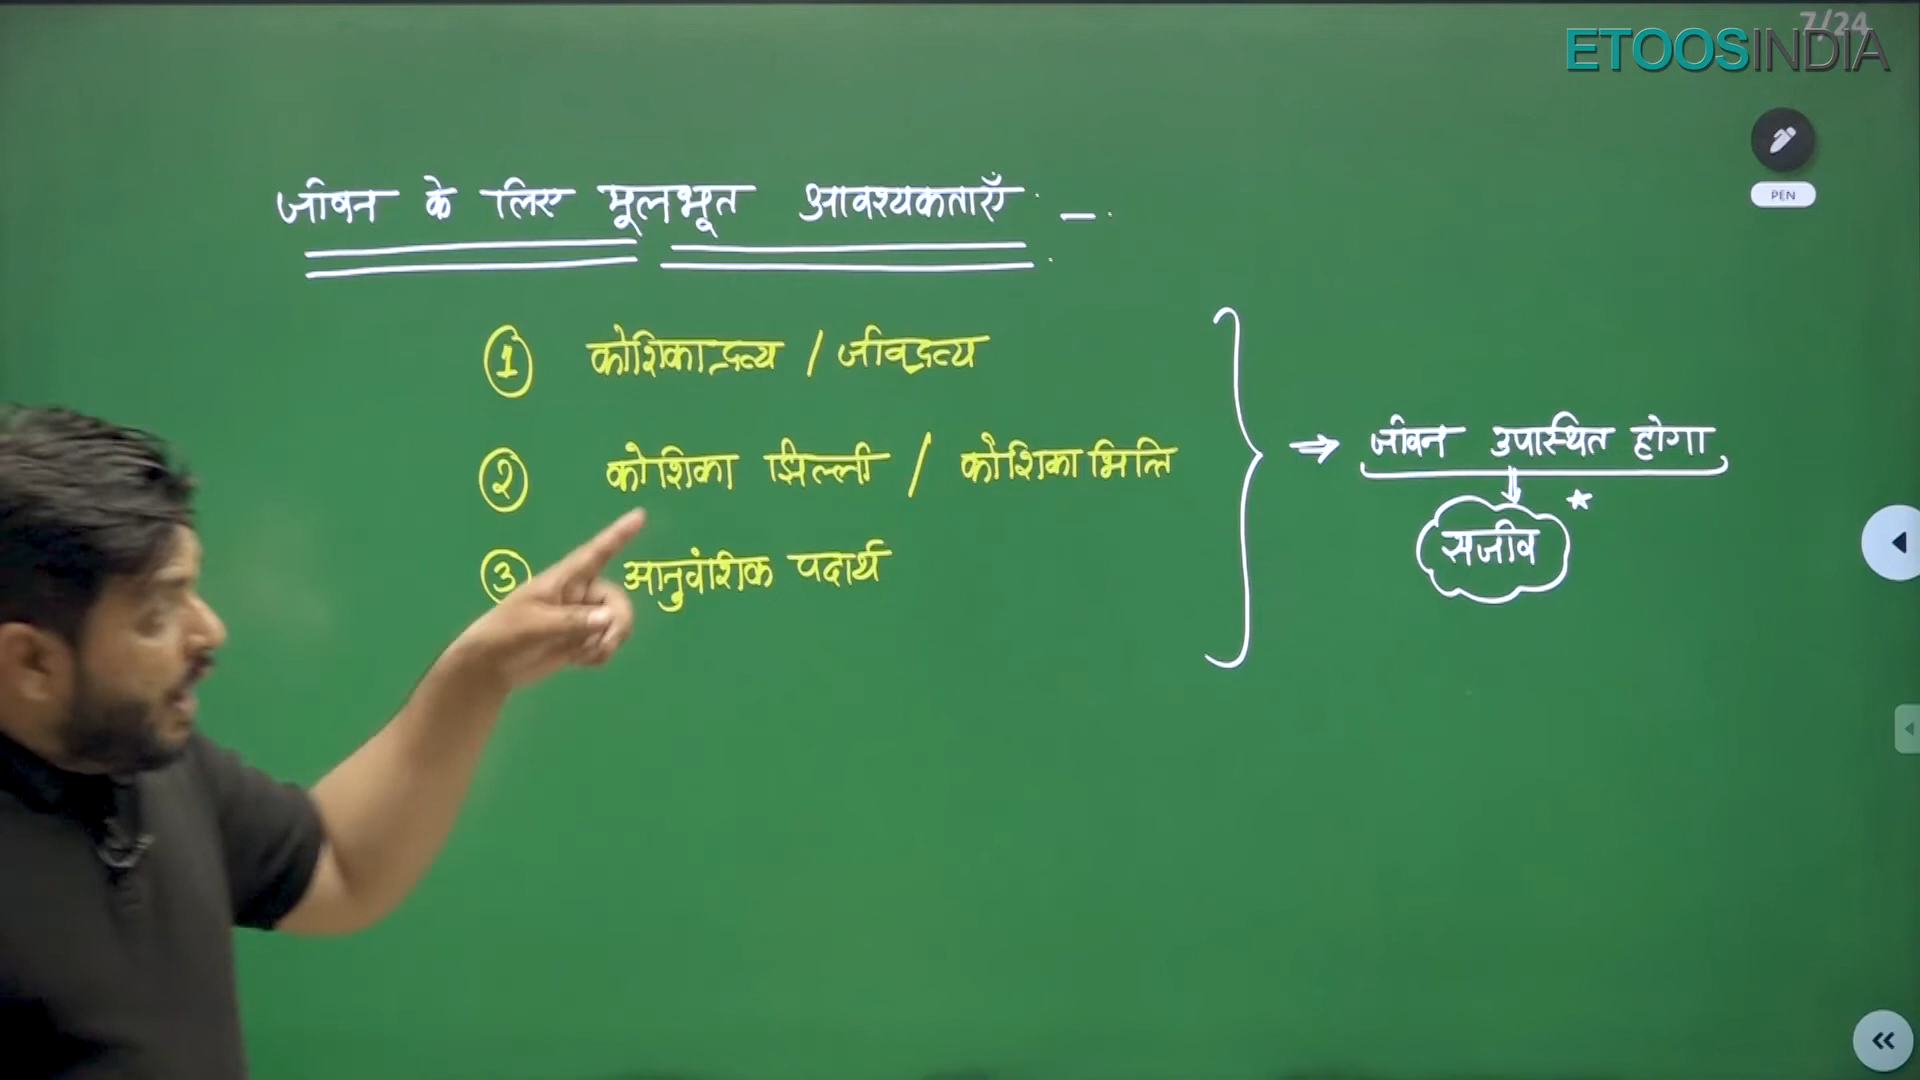 7/24
ETOOSINDIA
PEN
जीवन के लिए मूलभूत आवश्यकताएँ : –
① कोशिकाद्रव्य / जीवद्रव्य
② कोशिका झिल्ली / कोशिका भित्ति
③ आनुवंशिक पदार्थ
⇒ जीवन उपस्थित होगा
सजीव *